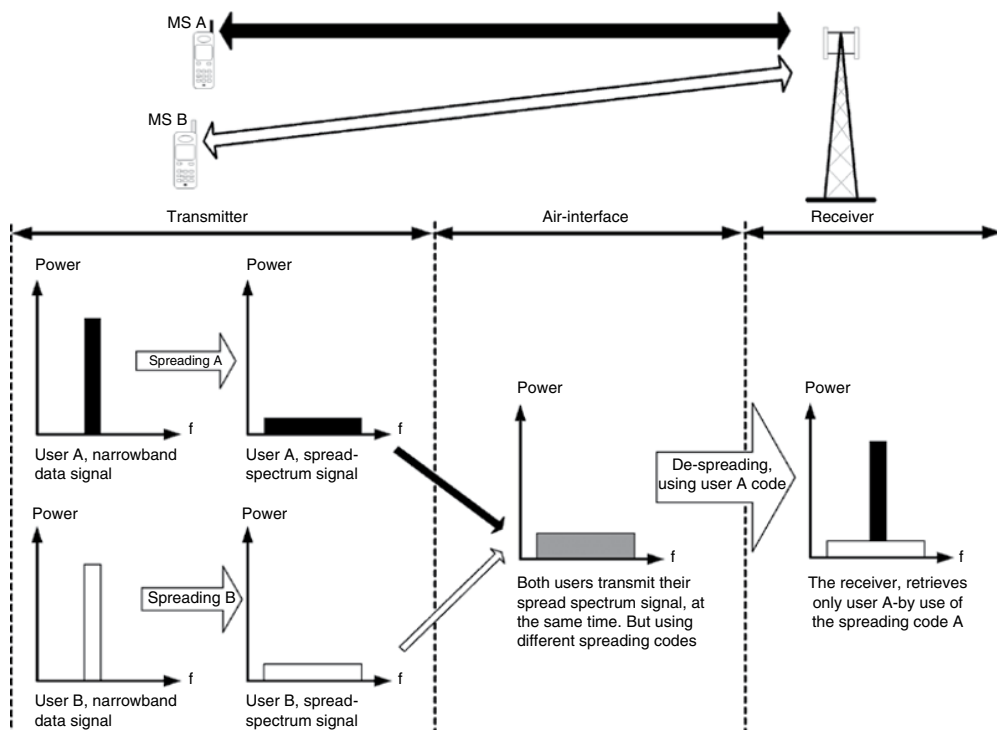 MS A
MS B
Transmitter
Air-interface
Receiver
Power
Spreading A
f
User A, narrowband
data signal
Power
f
User A, spread-
spectrum signal
Power
Spreading B
f
User B, narrowband
data signal
Power
f
User B, spread-
spectrum signal
Power
f
Both users transmit their
spread spectrum signal, at
the same time. But using
different spreading codes
De-spreading,
using user A code
Power
f
The receiver, retrieves
only user A-by use of
the spreading code A